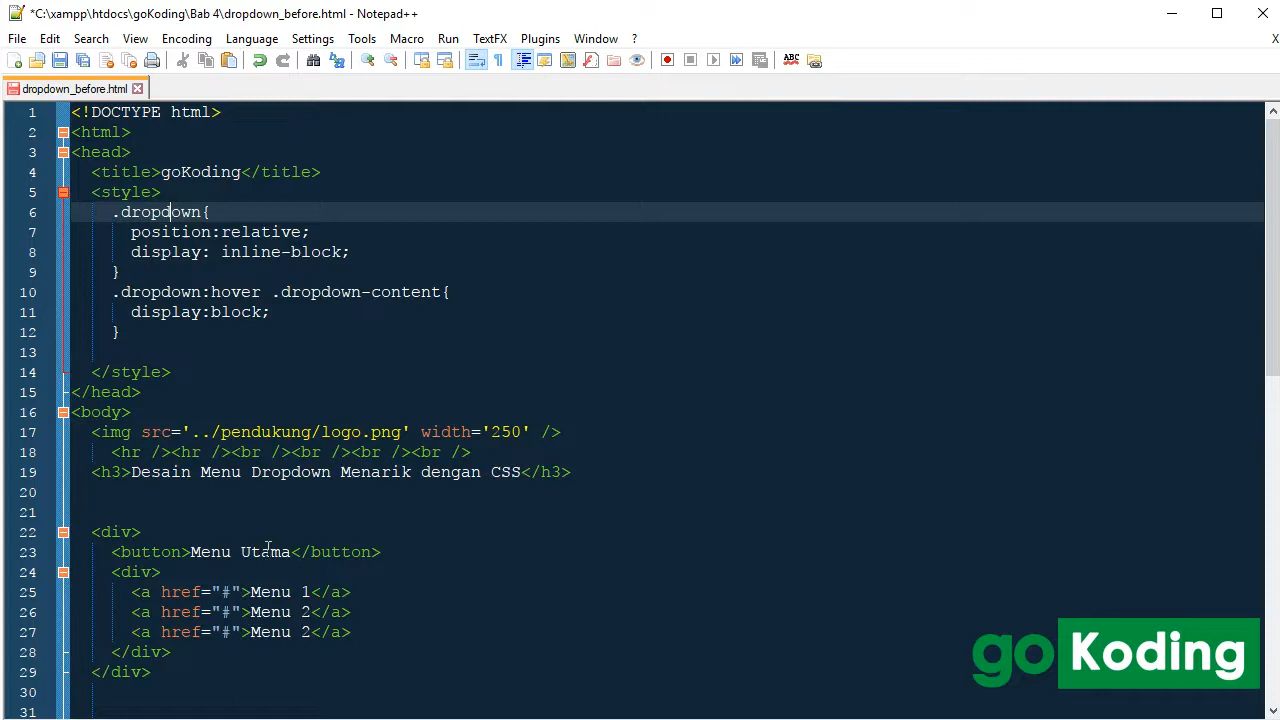 *C:\xampp\htdocs\goKoding\Bab 4\dropdown_before.html - Notepad++
File Edit Search View Encoding Language Settings Tools Macro Run TextFX Plugins Window ? X
ABC
dropdown_before.html
1 <!DOCTYPE html>
2 <html>
3 <head>
4 <title>goKoding</title>
5 <style>
6 .dropdown{
7 position:relative;
8 display: inline-block;
9 }
10 .dropdown:hover .dropdown-content{
11 display:block;
12 }
13
14 </style>
15 </head>
16 <body>
17 <img src='../pendukung/logo.png' width='250' />
18 <hr /><hr /><br /><br /><br /><br />
19 <h3>Desain Menu Dropdown Menarik dengan CSS</h3>
20
21
22 <div>
23 <button>Menu Utama</button>
24 <div>
25 <a href="#">Menu 1</a>
26 <a href="#">Menu 2</a>
27 <a href="#">Menu 2</a>
28 </div>
29 </div>
30
31
go Koding